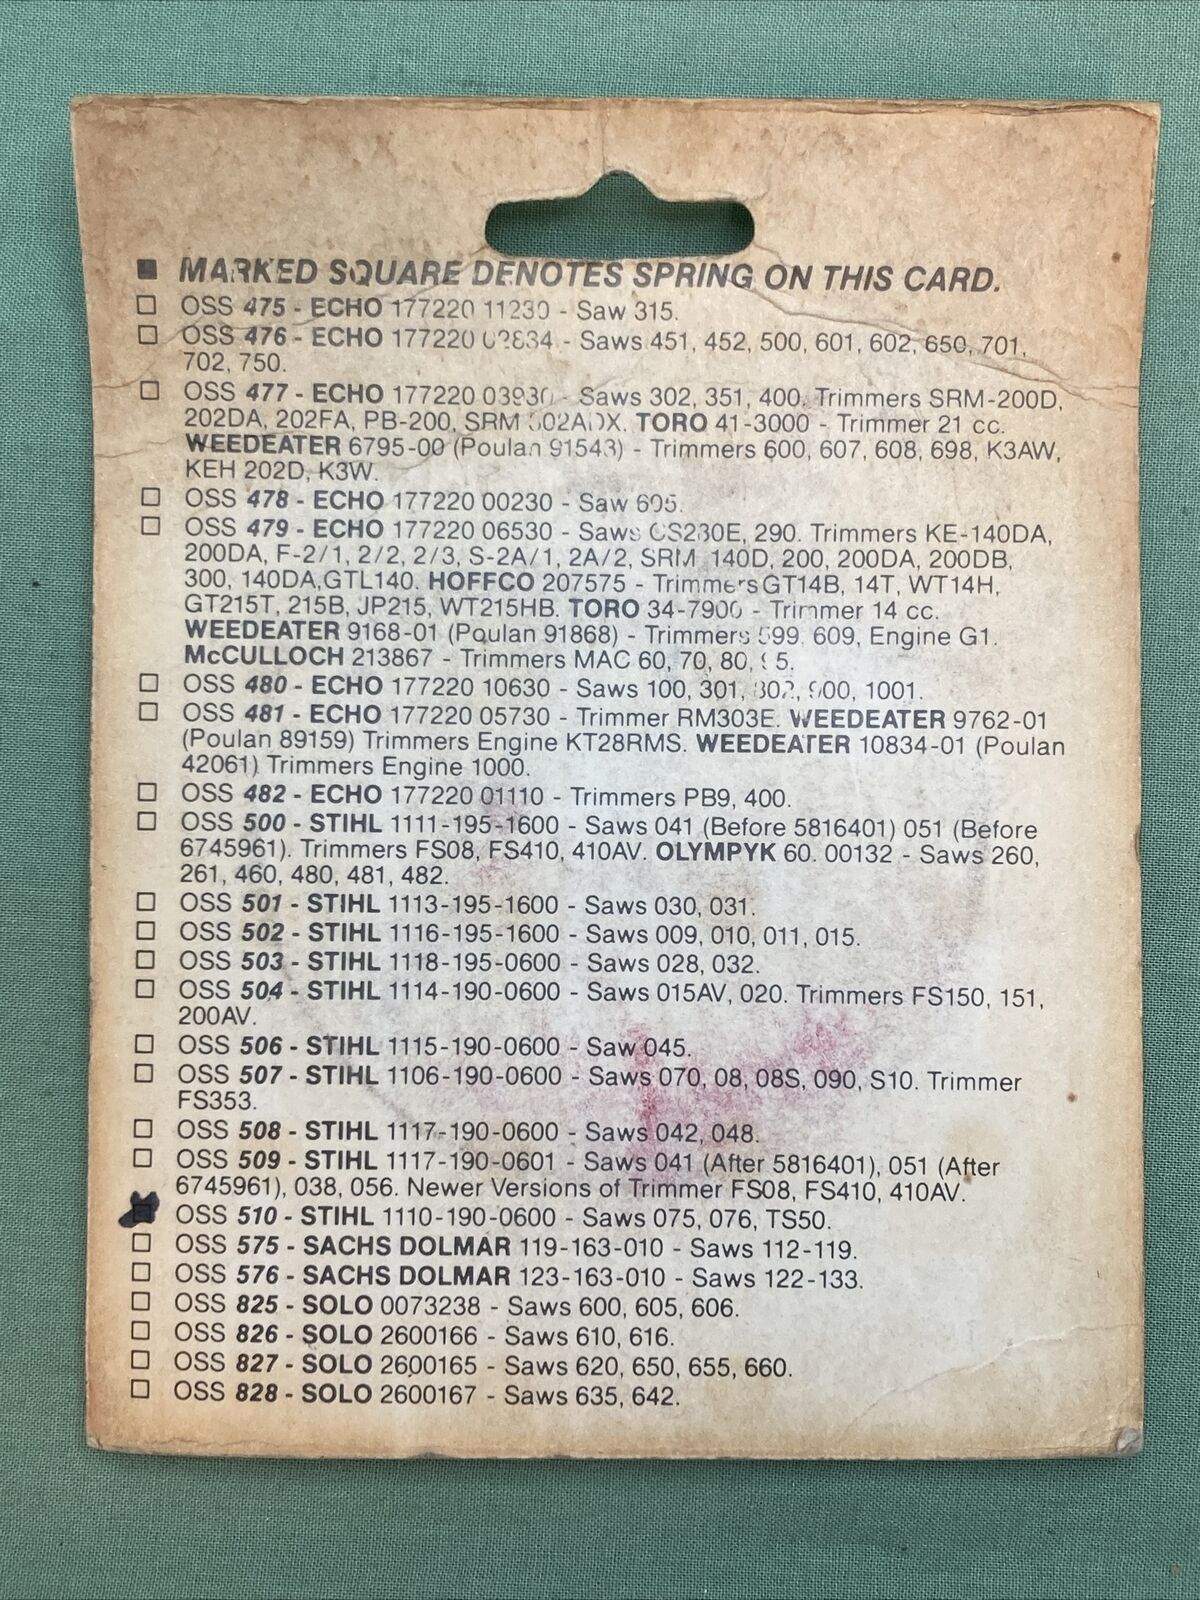 ■ MARKED SQUARE DENOTES SPRING ON THIS CARD.
□ OSS 475 - ECHO 177220 11230 - Saw 315.
□ OSS 476 - ECHO 177220 02834 - Saws 451, 452, 500, 601, 602, 650, 701,
702, 750.
□ OSS 477 - ECHO 177220 03930 - Saws 302, 351, 400. Trimmers SRM-200D,
202DA, 202FA, PB-200, SRM 302ADX. TORO 41-3000 - Trimmer 21 cc.
WEEDEATER 6795-00 (Poulan 91543) - Trimmers 600, 607, 608, 698, K3AW,
KEH 202D, K3W.
□ OSS 478 - ECHO 177220 00230 - Saw 605.
□ OSS 479 - ECHO 177220 06530 - Saws CS230E, 290. Trimmers KE-140DA,
200DA, F-2/1, 2/2, 2/3, S-2A/1, 2A/2, SRM 140D, 200, 200DA, 200DB,
300, 140DA,GTL140. HOFFCO 207575 - Trimmers GT14B, 14T, WT14H,
GT215T, 215B, JP215, WT215HB. TORO 34-7900 - Trimmer 14 cc.
WEEDEATER 9168-01 (Poulan 91868) - Trimmers 599, 609, Engine G1.
McCULLOCH 213867 - Trimmers MAC 60, 70, 80,
□ OSS 480 - ECHO 177220 10630 - Saws 100, 301, 302, 900, 1001.
□ OSS 481 - ECHO 177220 05730 - Trimmer RM303E. WEEDEATER 9762-01
(Poulan 89159) Trimmers Engine KT28RMS. WEEDEATER 10834-01 (Poulan
42061) Trimmers Engine 1000.
□ OSS 482 - ECHO 177220 01110 - Trimmers PB9, 400.
□ OSS 500 - STIHL 1111-195-1600 - Saws 041 (Before 5816401) 051 (Before
6745961). Trimmers FS08, FS410, 410AV. OLYMPYK 60. 00132 - Saws 260,
261, 460, 480, 481, 482.
□ OSS 501 - STIHL 1113-195-1600 - Saws 030, 031.
□ OSS 502 - STIHL 1116-195-1600 - Saws 009, 010, 011, 015.
□ OSS 503 - STIHL 1118-195-0600 - Saws 028, 032.
□ OSS 504 - STIHL 1114-190-0600 - Saws 015AV, 020. Trimmers FS150, 151,
200AV.
□ OSS 506 - STIHL 1115-190-0600 - Saw 045.
□ OSS 507 - STIHL 1106-190-0600 - Saws 070, 08, 08S, 090, S10. Trimmer
FS353.
□ OSS 508 - STIHL 1117-190-0600 - Saws 042, 048.
□ OSS 509 - STIHL 1117-190-0601 - Saws 041 (After 5816401), 051 (After
6745961), 038, 056. Newer Versions of Trimmer FS08, FS410, 410AV.
■ OSS 510 - STIHL 1110-190-0600 - Saws 075, 076, TS50.
□ OSS 575 - SACHS DOLMAR 119-163-010 - Saws 112-119.
□ OSS 576 - SACHS DOLMAR 123-163-010 - Saws 122-133.
□ OSS 825 - SOLO 0073238 - Saws 600, 605, 606.
□ OSS 826 - SOLO 2600166 - Saws 610, 616.
□ OSS 827 - SOLO 2600165 - Saws 620, 650, 655, 660.
□ OSS 828 - SOLO 2600167 - Saws 635, 642.